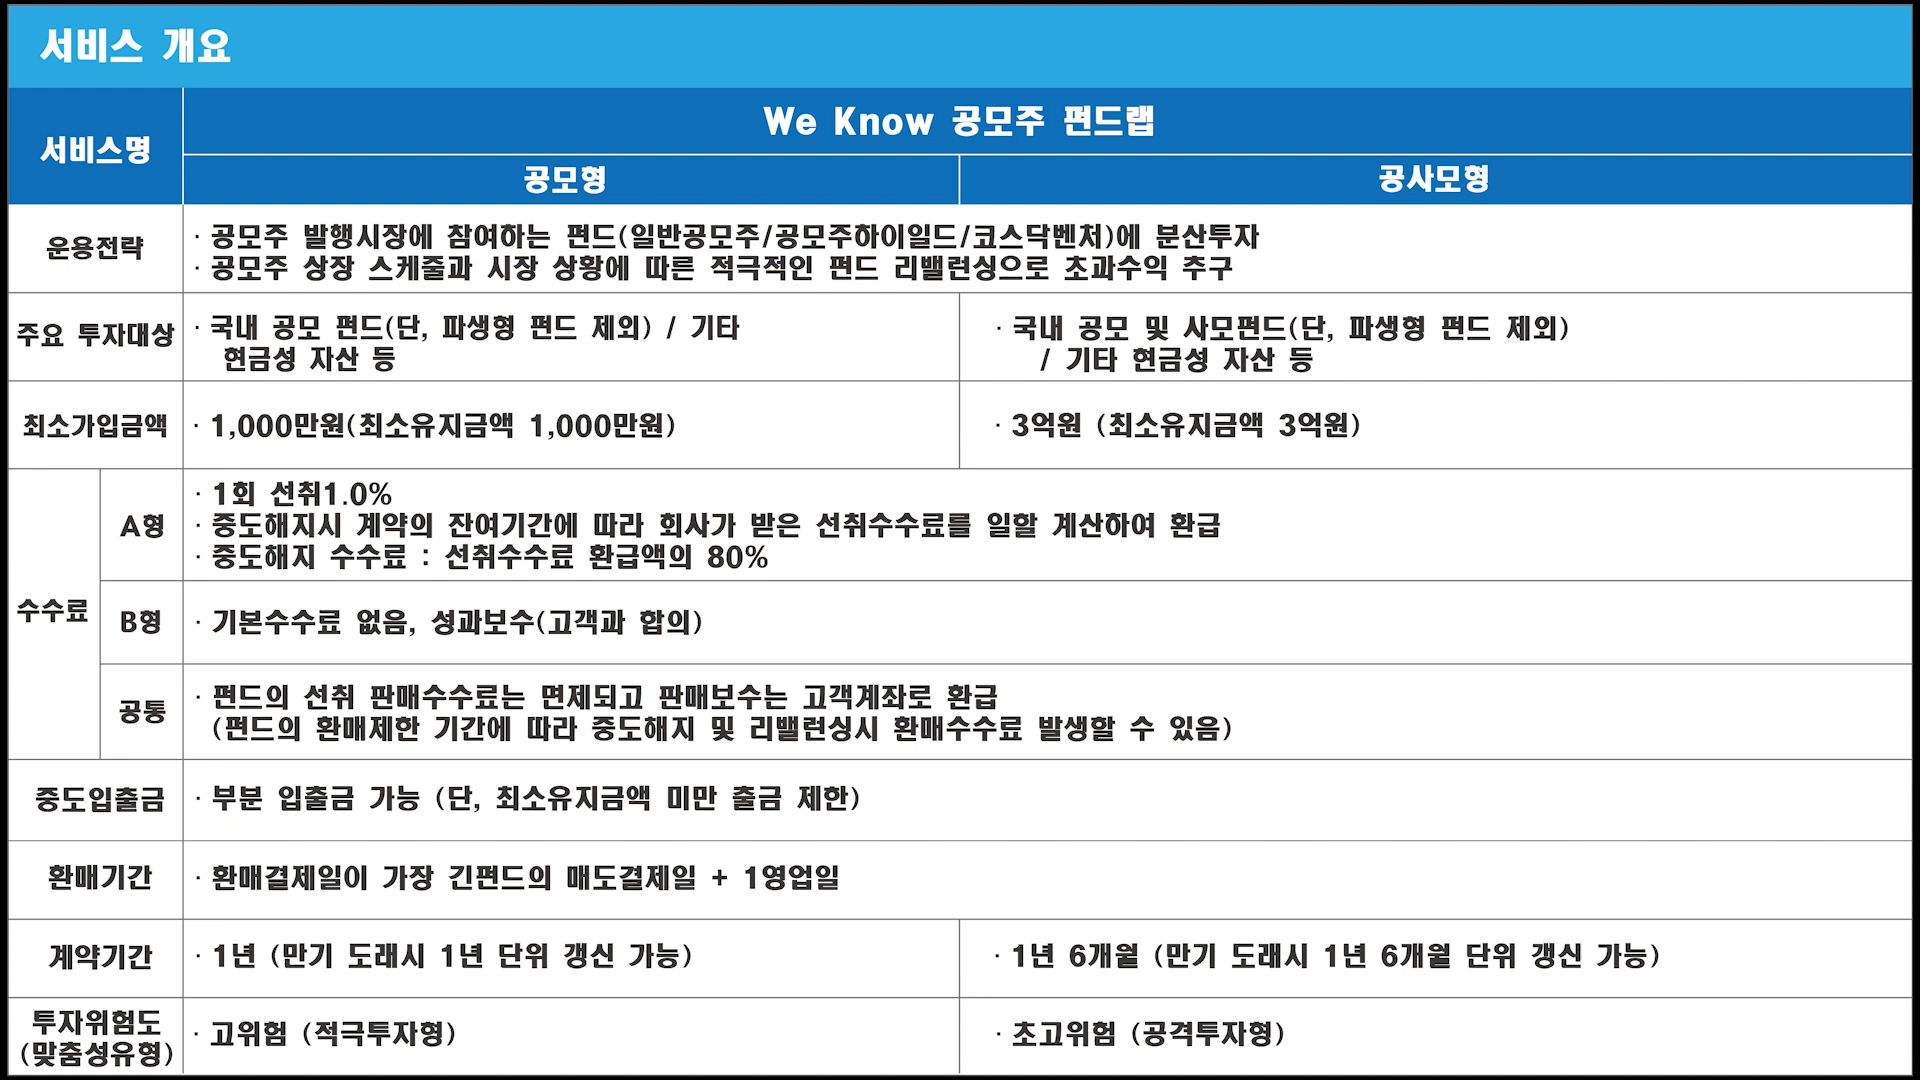 서비스 개요
서비스명
We Know 공모주 펀드랩
공모형
공사모형
운용전략
· 공모주 발행시장에 참여하는 펀드(일반공모주/공모주하이일드/코스닥벤처)에 분산투자
· 공모주 상장 스케줄과 시장 상황에 따른 적극적인 펀드 리밸런싱으로 초과수익 추구
주요 투자대상
· 국내 공모 펀드(단, 파생형 펀드 제외) / 기타
현금성 자산 등
· 국내 공모 및 사모펀드(단, 파생형 펀드 제외)
/ 기타 현금성 자산 등
최소가입금액
· 1,000만원(최소유지금액 1,000만원)
· 3억원 (최소유지금액 3억원)
수수료
A형
· 1회 선취1.0%
· 중도해지시 계약의 잔여기간에 따라 회사가 받은 선취수수료를 일할 계산하여 환급
· 중도해지 수수료 : 선취수수료 환급액의 80%
B형
· 기본수수료 없음, 성과보수(고객과 합의)
공통
· 펀드의 선취 판매수수료는 면제되고 판매보수는 고객계좌로 환급
(펀드의 환매제한 기간에 따라 중도해지 및 리밸런싱시 환매수수료 발생할 수 있음)
중도입출금
· 부분 입출금 가능 (단, 최소유지금액 미만 출금 제한)
환매기간
· 환매결제일이 가장 긴펀드의 매도결제일 + 1영업일
계약기간
· 1년 (만기 도래시 1년 단위 갱신 가능)
· 1년 6개월 (만기 도래시 1년 6개월 단위 갱신 가능)
투자위험도
(맞춤성유형)
· 고위험 (적극투자형)
· 초고위험 (공격투자형)